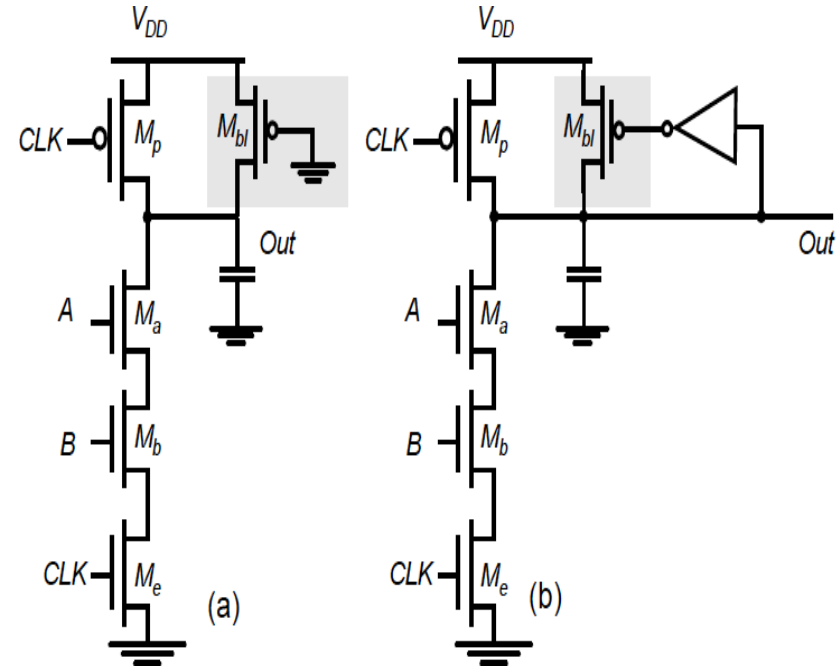 V_DD V_DD
CLK M_p M_bl CLK M_p M_bl
Out Out
A M_a A M_a
B M_b B M_b
CLK M_e (a) CLK M_e (b)